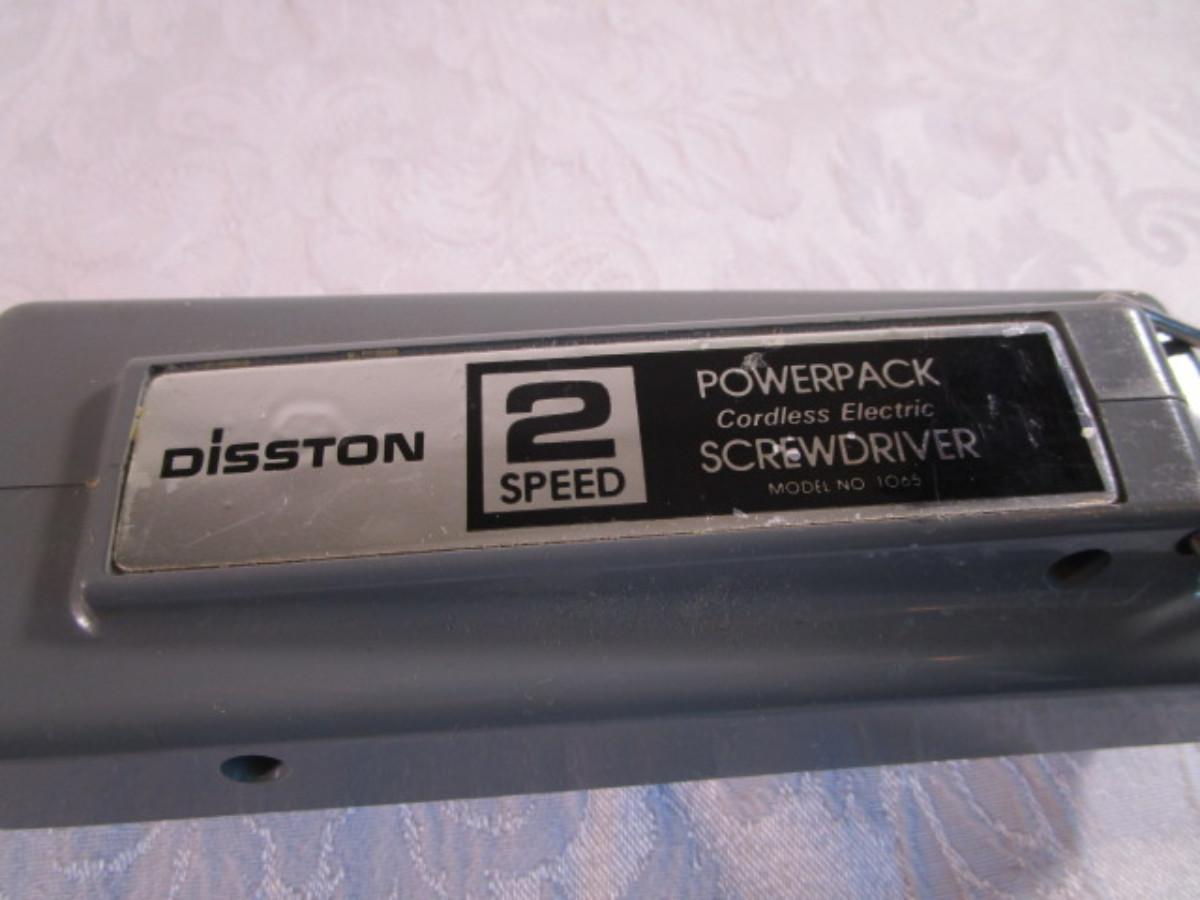 DiSSTON
2
SPEED
POWERPACK
Cordless Electric
SCREWDRIVER
MODEL NO 1065